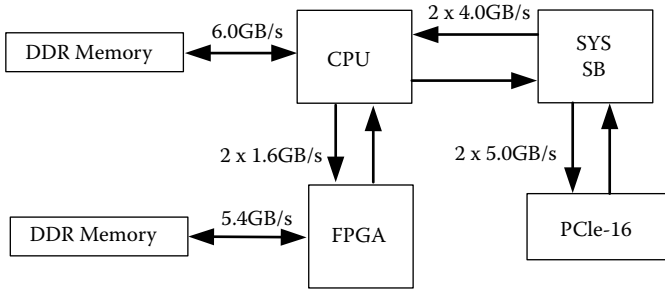 6.0GB/s
2 x 4.0GB/s
DDR Memory
CPU
SYS
SB
2 x 1.6GB/s
2 x 5.0GB/s
5.4GB/s
DDR Memory
FPGA
PCle-16